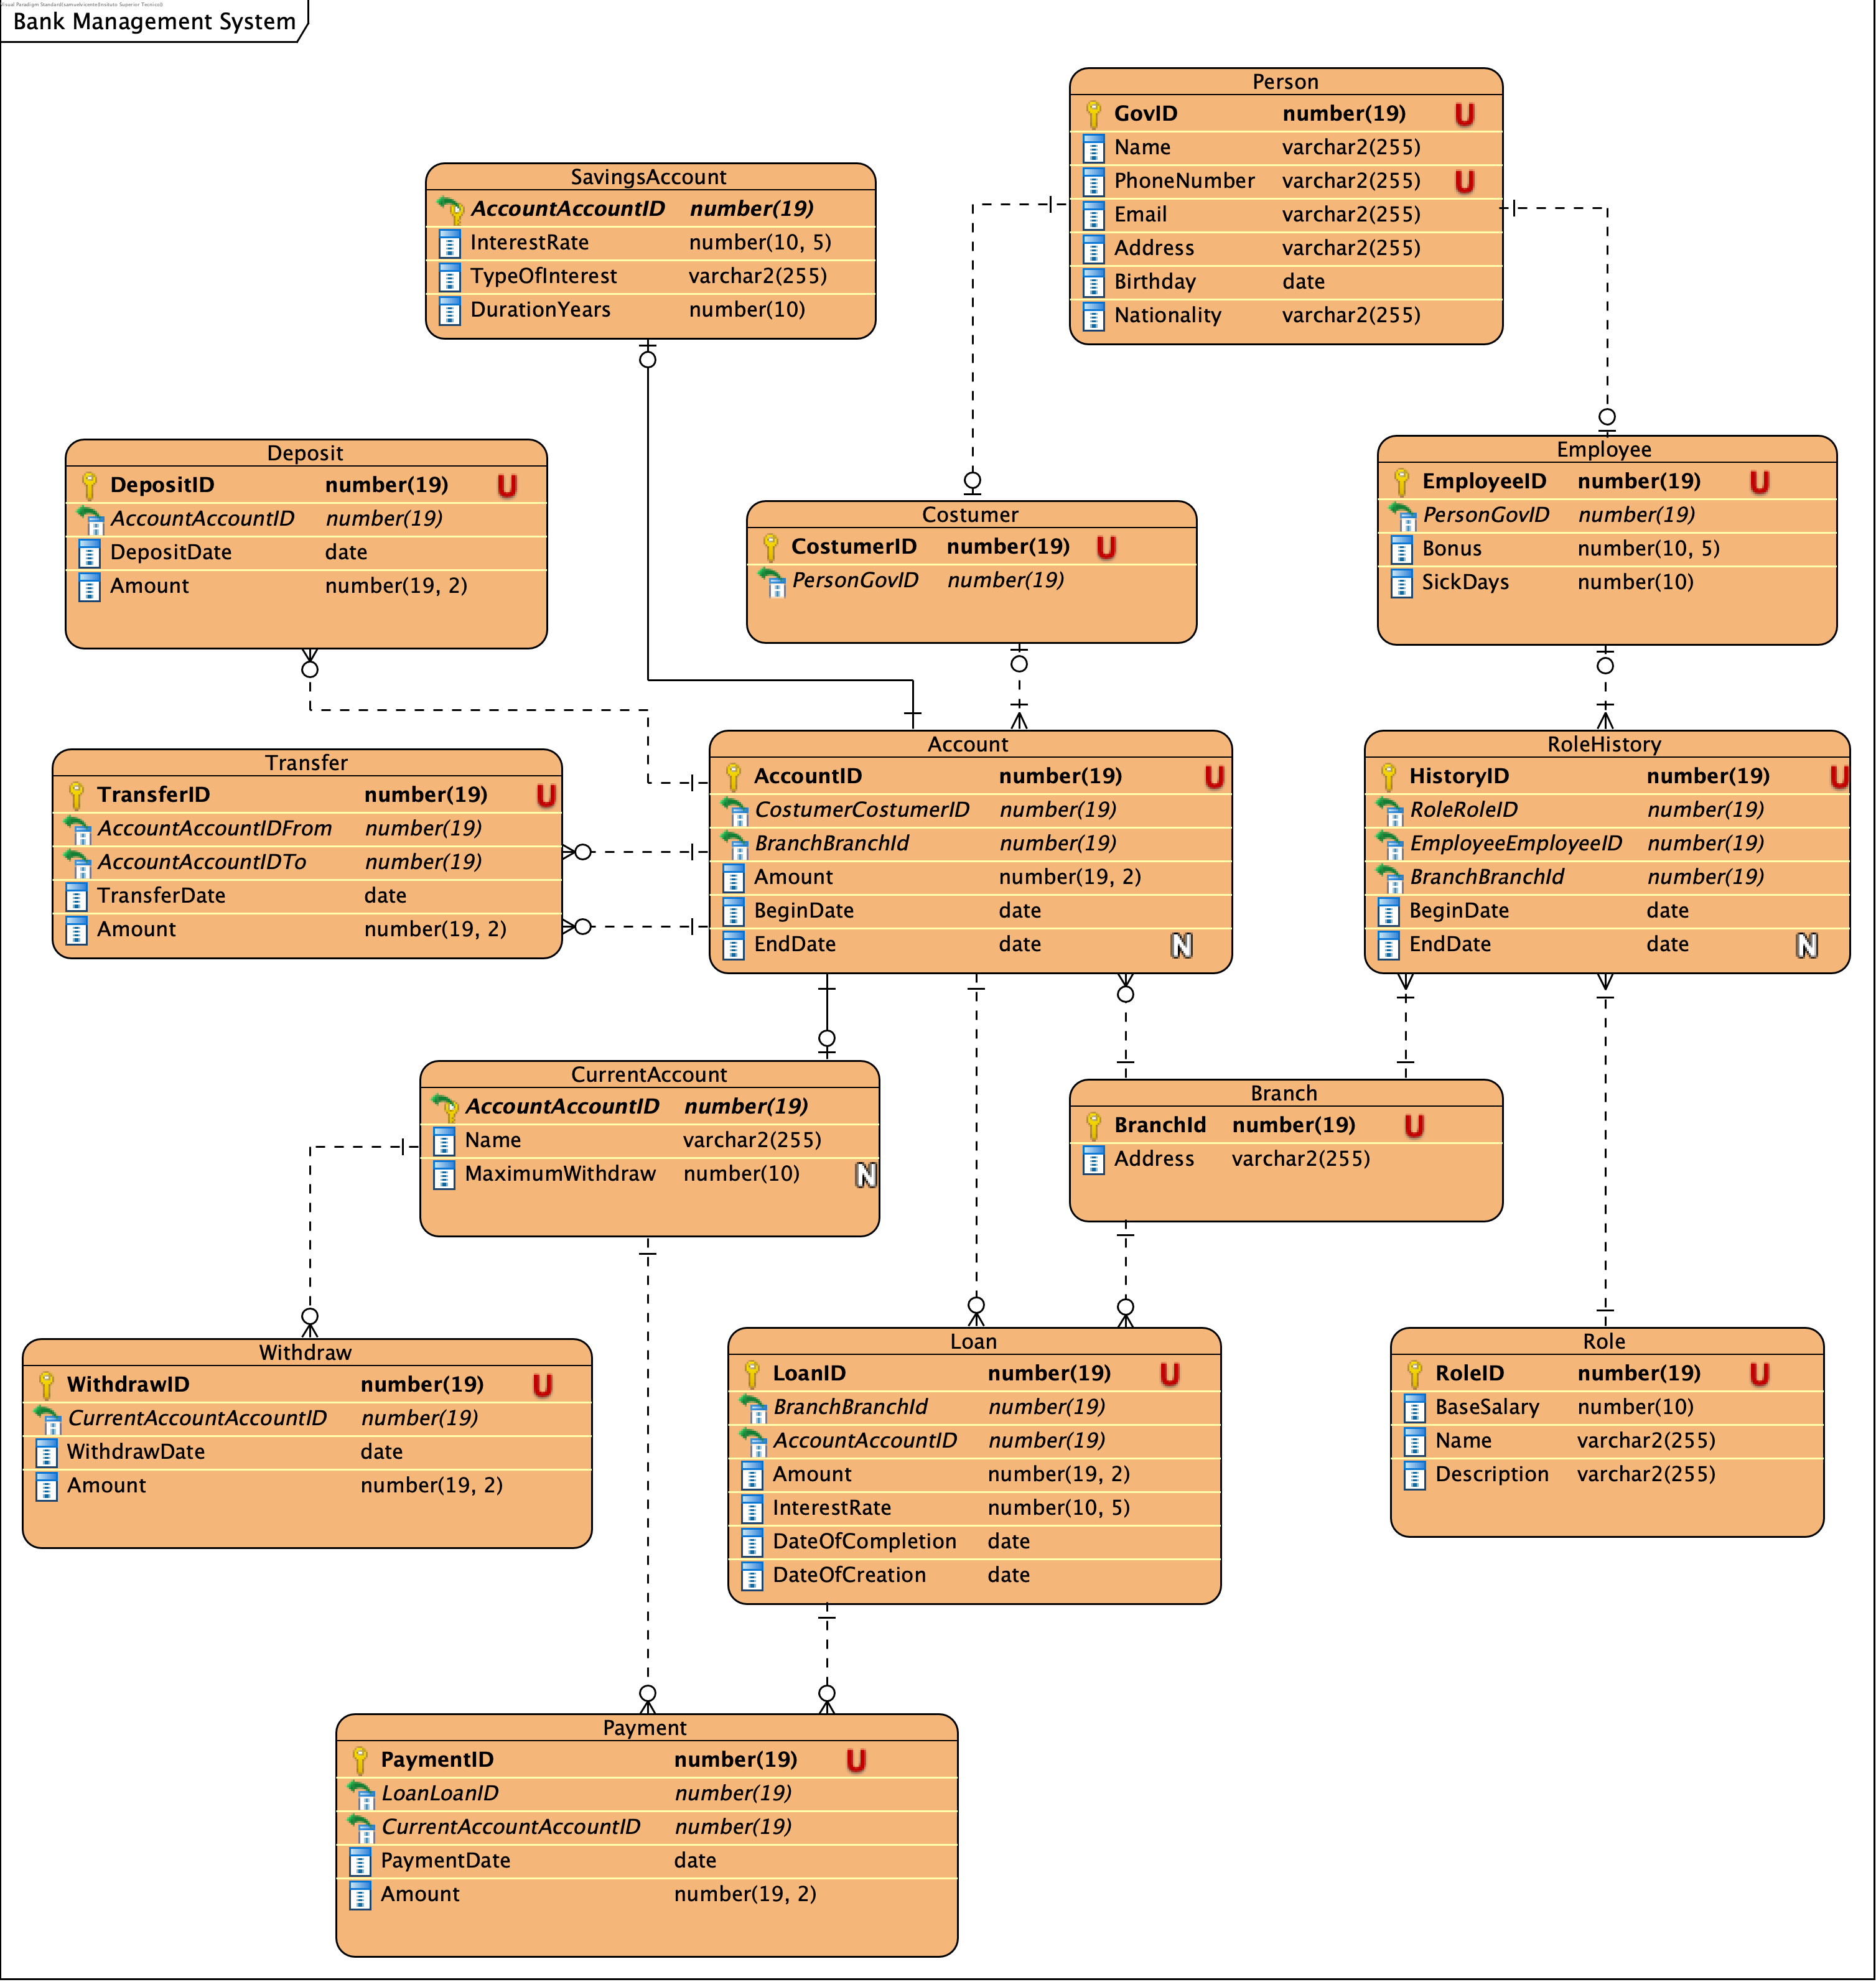 Visual Paradigm Standard(samuelvicente(Instituto Superior Tecnico))
Bank Management System
Person
GovID number(19) U
Name varchar2(255)
PhoneNumber varchar2(255) U
Email varchar2(255)
Address varchar2(255)
Birthday date
Nationality varchar2(255)
SavingsAccount
AccountAccountID number(19)
InterestRate number(10, 5)
TypeOfInterest varchar2(255)
DurationYears number(10)
Deposit
DepositID number(19) U
AccountAccountID number(19)
DepositDate date
Amount number(19, 2)
Costumer
CostumerID number(19) U
PersonGovID number(19)
Employee
EmployeeID number(19) U
PersonGovID number(19)
Bonus number(10, 5)
SickDays number(10)
Transfer
TransferID number(19) U
AccountAccountIDFrom number(19)
AccountAccountIDTo number(19)
TransferDate date
Amount number(19, 2)
Account
AccountID number(19) U
CostumerCostumerID number(19)
BranchBranchId number(19)
Amount number(19, 2)
BeginDate date
EndDate date N
RoleHistory
HistoryID number(19) U
RoleRoleID number(19)
EmployeeEmployeeID number(19)
BranchBranchId number(19)
BeginDate date
EndDate date N
CurrentAccount
AccountAccountID number(19)
Name varchar2(255)
MaximumWithdraw number(10) N
Branch
BranchId number(19) U
Address varchar2(255)
Withdraw
WithdrawID number(19) U
CurrentAccountAccountID number(19)
WithdrawDate date
Amount number(19, 2)
Loan
LoanID number(19) U
BranchBranchId number(19)
AccountAccountID number(19)
Amount number(19, 2)
InterestRate number(10, 5)
DateOfCompletion date
DateOfCreation date
Role
RoleID number(19) U
BaseSalary number(10)
Name varchar2(255)
Description varchar2(255)
Payment
PaymentID number(19) U
LoanLoanID number(19)
CurrentAccountAccountID number(19)
PaymentDate date
Amount number(19, 2)